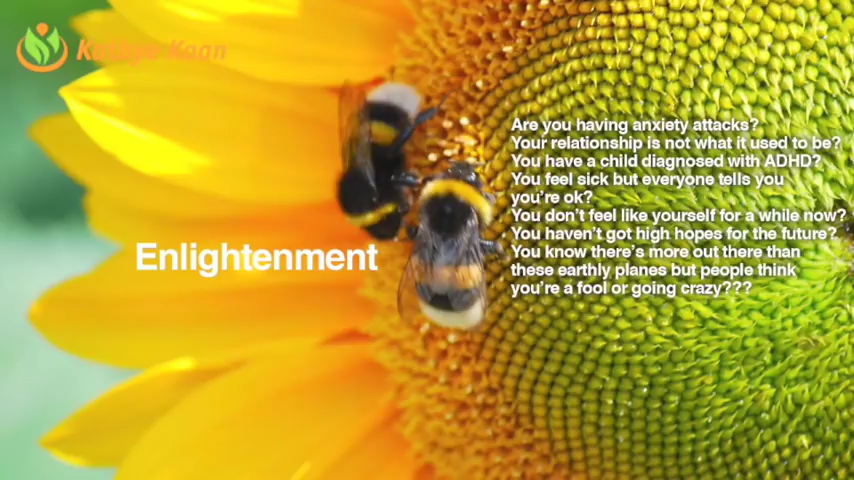 Kathye Kaan
Enlightenment
Are you having anxiety attacks?
Your relationship is not what it used to be?
You have a child diagnosed with ADHD?
You feel sick but everyone tells you
you're ok?
You don't feel like yourself for a while now?
You haven't got high hopes for the future?
You know there's more out there than
these earthly planes but people think
you're a fool or going crazy???